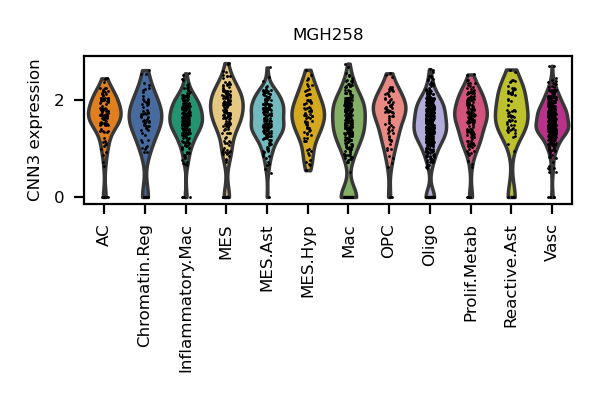 MGH258
CNN3 expression
2
0
AC
Chromatin.Reg
Inflammatory.Mac
MES
MES.Ast
MES.Hyp
Mac
OPC
Oligo
Prolif.Metab
Reactive.Ast
Vasc